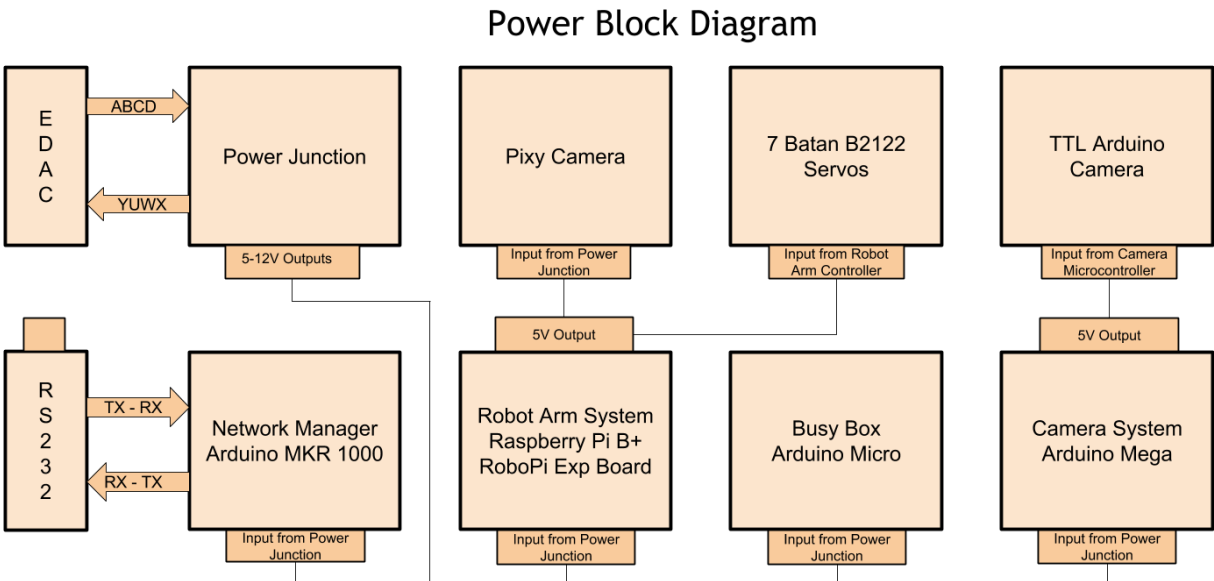 Power Block Diagram
E
D
A
C
ABCD
YUWX
Power Junction
5-12V Outputs
Pixy Camera
Input from Power
Junction
7 Batan B2122
Servos
Input from Robot
Arm Controller
TTL Arduino
Camera
Input from Camera
Microcontroller
R
S
2
3
2
TX - RX
RX - TX
Network Manager
Arduino MKR 1000
Input from Power
Junction
5V Output
Robot Arm System
Raspberry Pi B+
RoboPi Exp Board
Input from Power
Junction
Busy Box
Arduino Micro
Input from Power
Junction
5V Output
Camera System
Arduino Mega
Input from Power
Junction